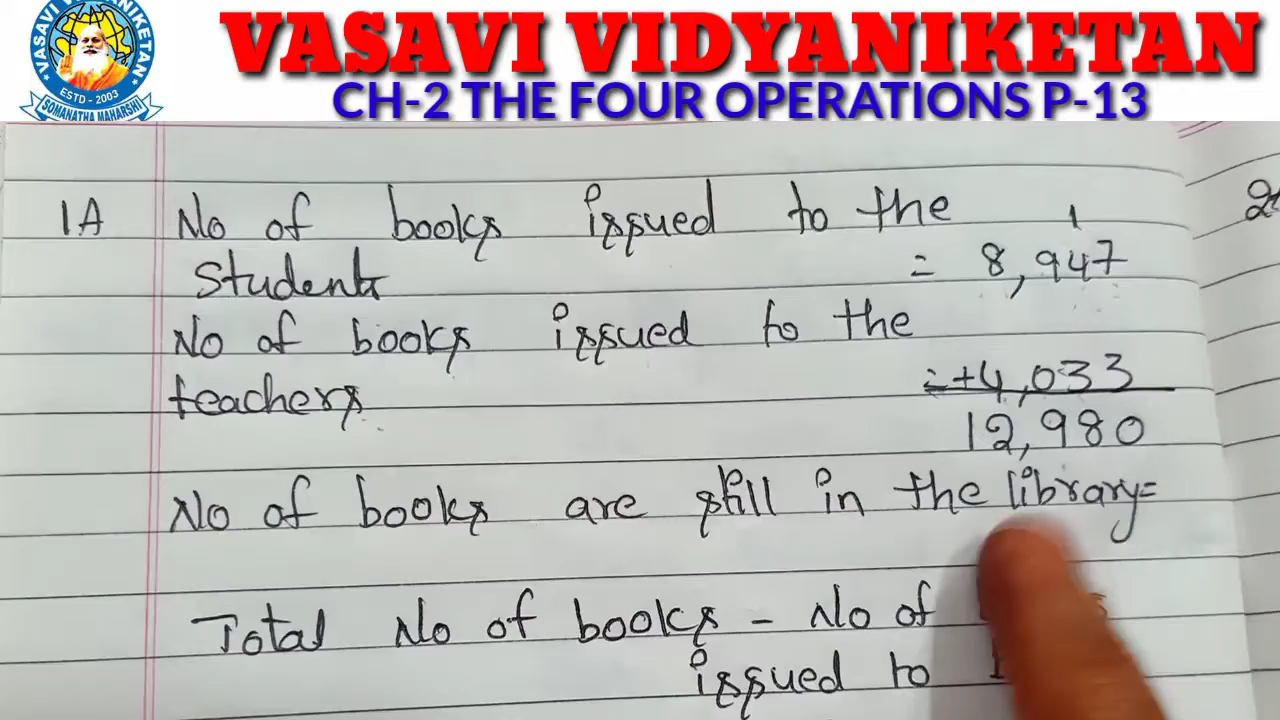 VASAVI VIDYANIKETAN
ESTD - 2003
SOMANATHA MAHARSHI
VASAVI VIDYANIKETAN
CH-2 THE FOUR OPERATIONS P-13
1A No of books issued to the
1
Students = 8,947
No of books issued to the
teachers = +4,033
12,980
No of books are still in the library=
Total No of books - No of
issued to